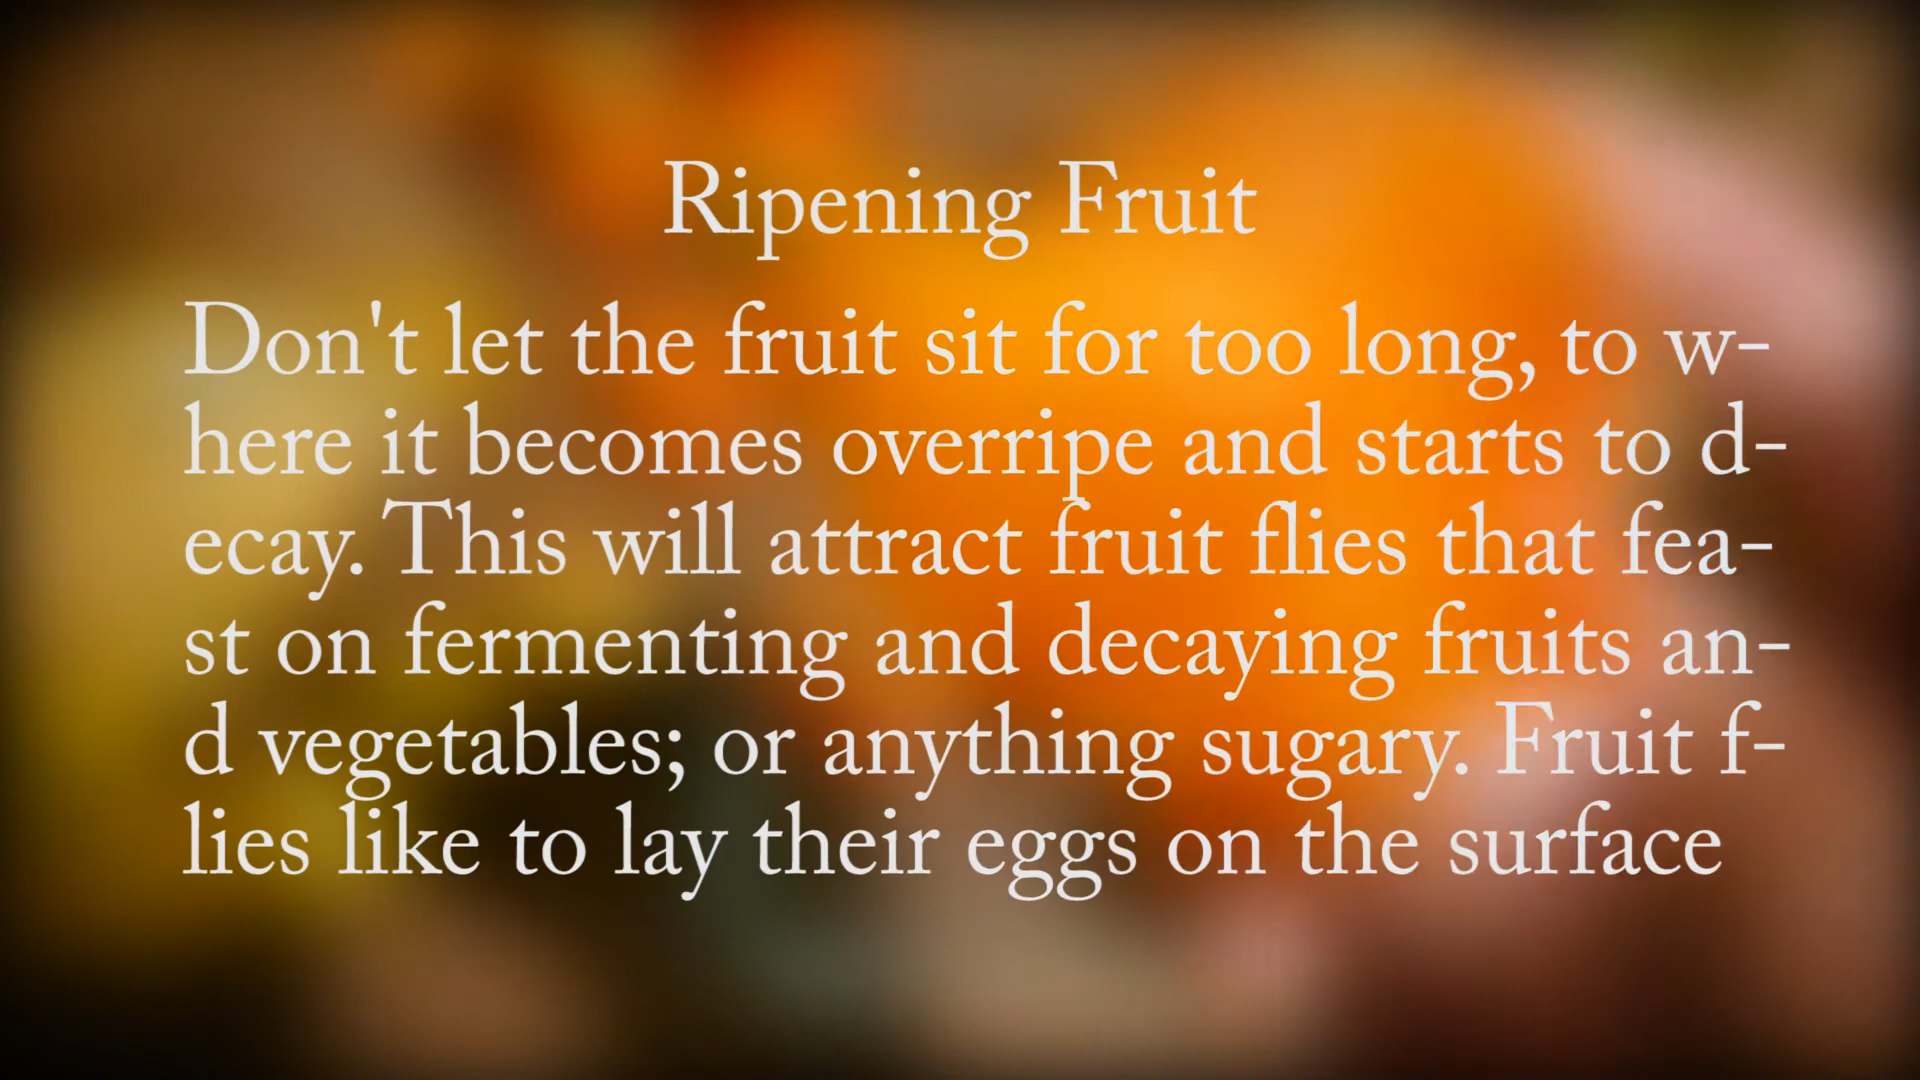 Ripening Fruit
Don't let the fruit sit for too long, to w-
here it becomes overripe and starts to d-
ecay. This will attract fruit flies that fea-
st on fermenting and decaying fruits an-
d vegetables; or anything sugary. Fruit f-
lies like to lay their eggs on the surface